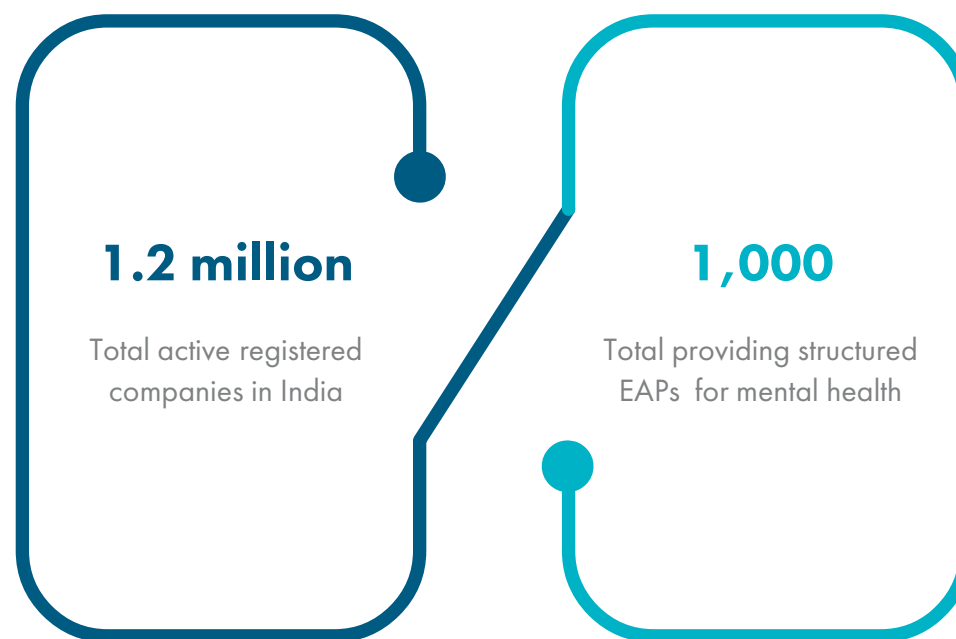 1.2 million
Total active registered
companies in India
1,000
Total providing structured
EAPs  for mental health